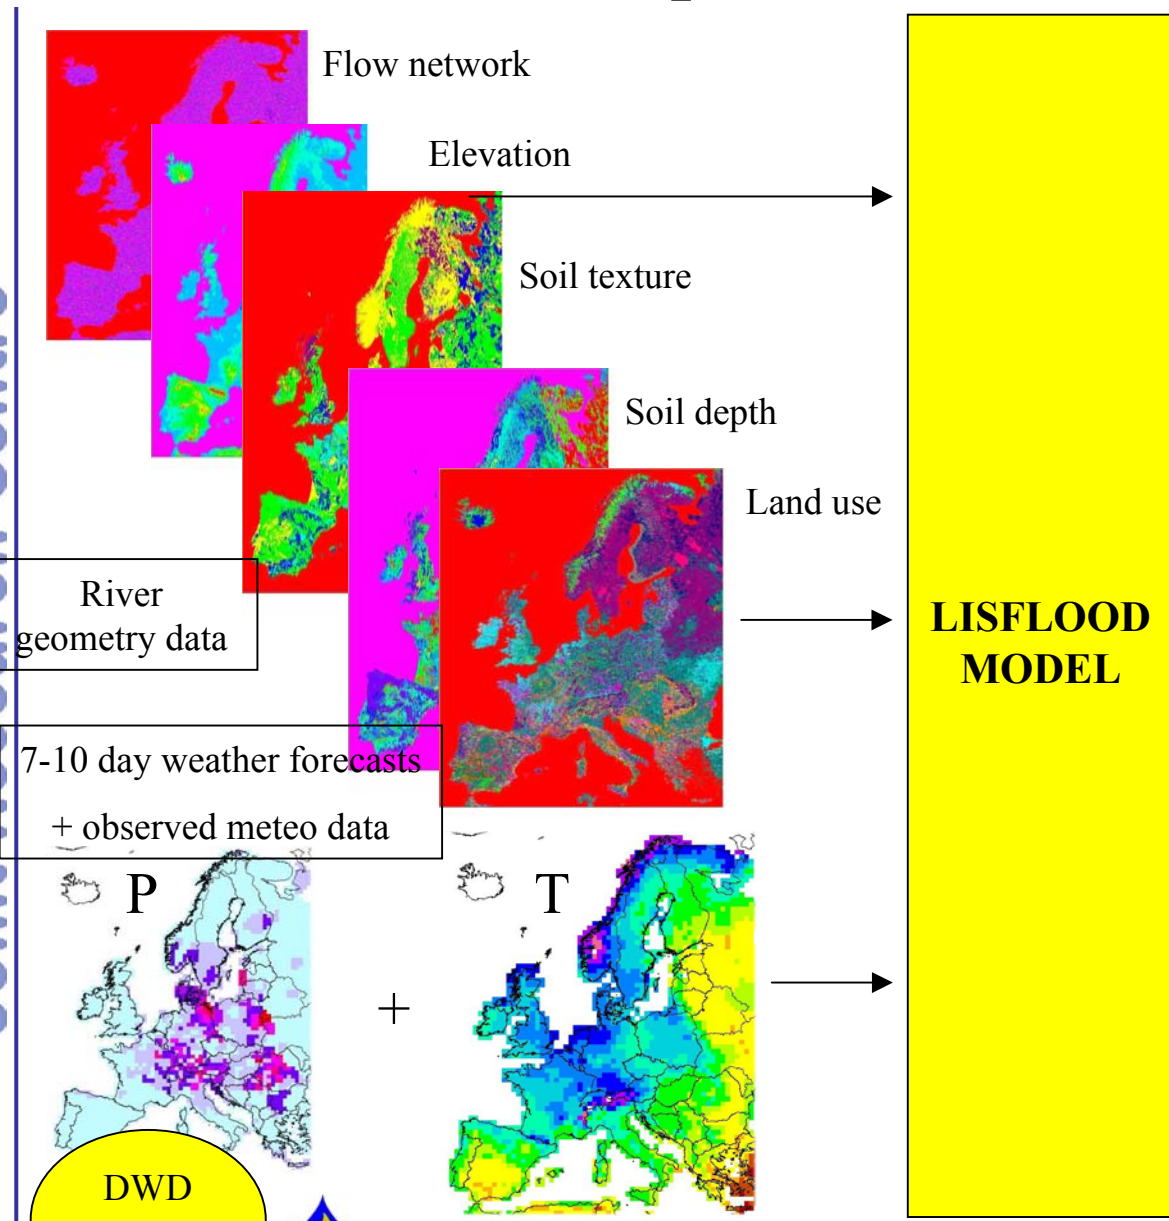 Flow network
Elevation
Soil texture
Soil depth
Land use
River
geometry data
LISFLOOD
MODEL
7-10 day weather forecasts
+ observed meteo data
P
T
+
DWD